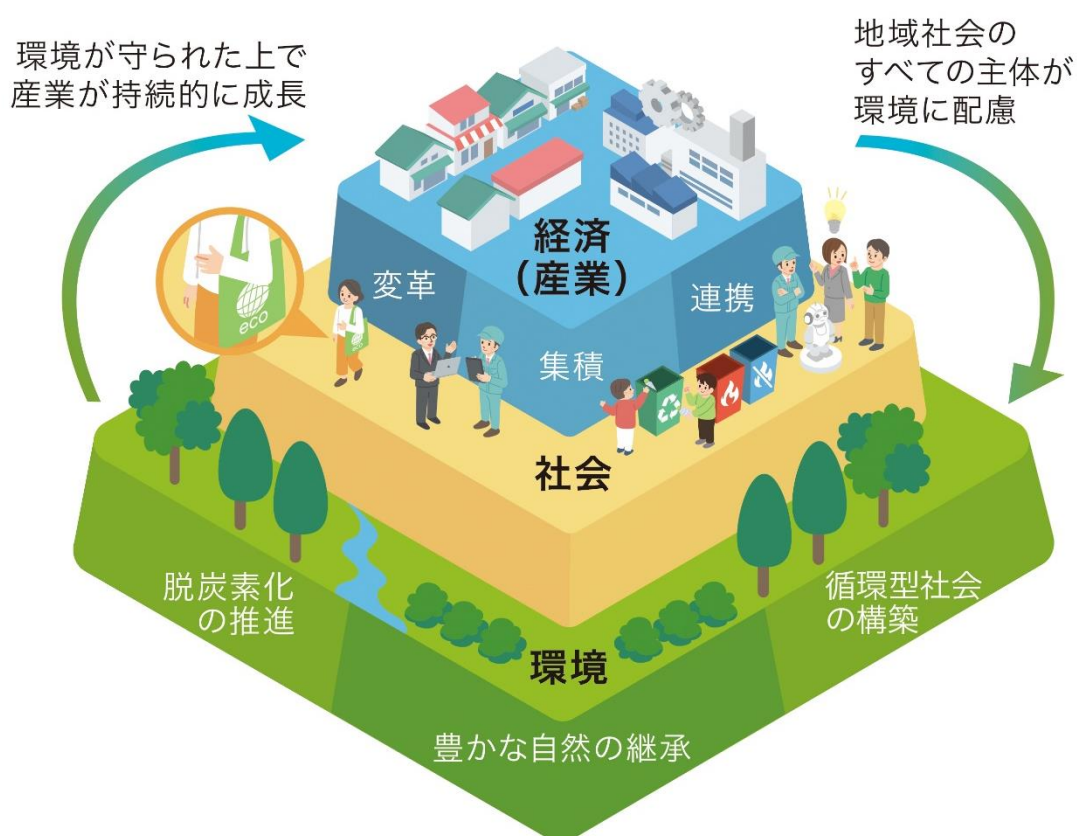 環境が守られた上で
産業が持続的に成長
地域社会の
すべての主体が
環境に配慮
経済
（産業）
変革
連携
集積
eco
社会
脱炭素化
の推進
循環型社会
の構築
環境
豊かな自然の継承